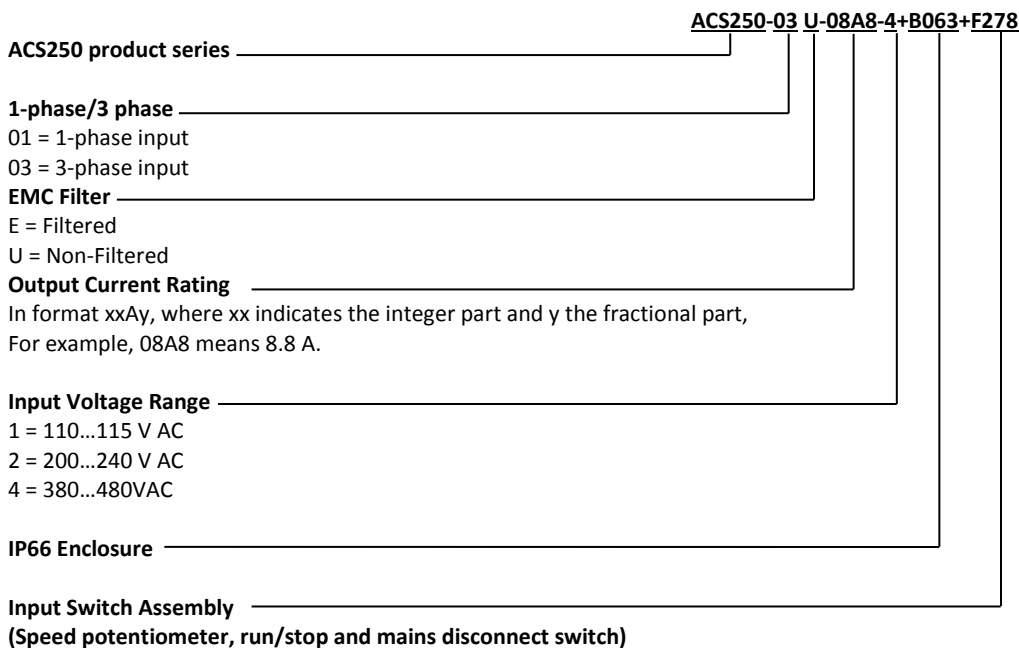 ACS250-03 U-08A8-4+B063+F278
ACS250 product series
1-phase/3 phase
01 = 1-phase input
03 = 3-phase input
EMC Filter
E = Filtered
U = Non-Filtered
Output Current Rating
In format xxAy, where xx indicates the integer part and y the fractional part,
For example, 08A8 means 8.8 A.
Input Voltage Range
1 = 110…115 V AC
2 = 200…240 V AC
4 = 380…480VAC
IP66 Enclosure
Input Switch Assembly
(Speed potentiometer, run/stop and mains disconnect switch)